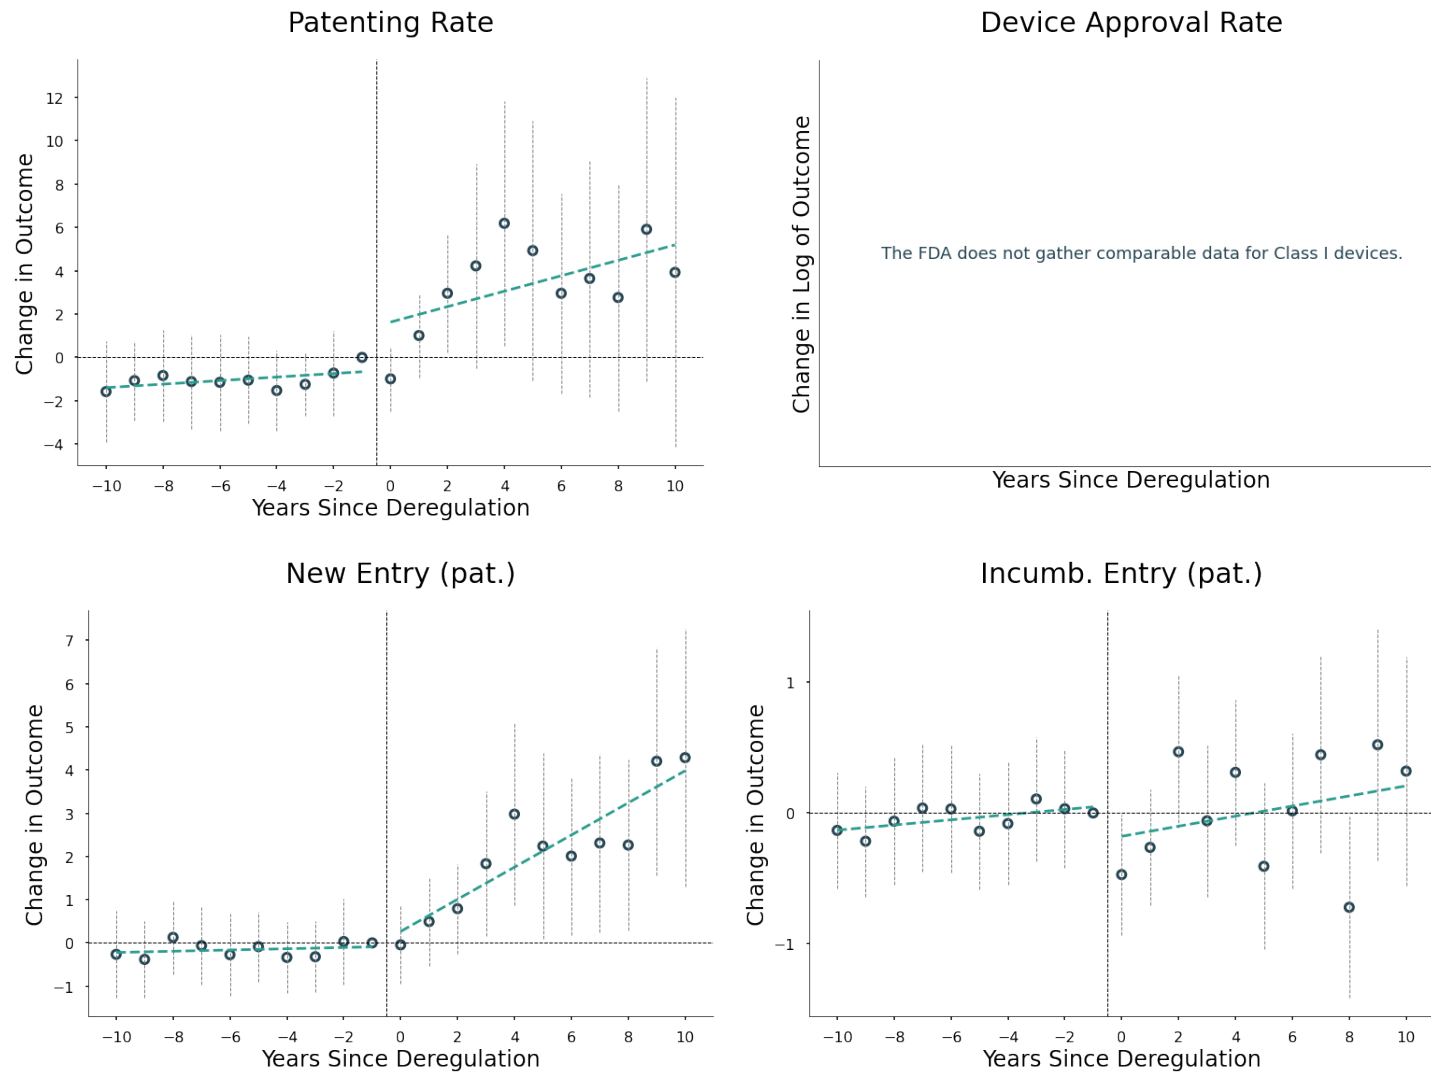 Patenting Rate
Change in Outcome
12
10
8
6
4
2
0
−2
−4
−10 −8 −6 −4 −2 0 2 4 6 8 10
Years Since Deregulation
Device Approval Rate
Change in Log of Outcome
The FDA does not gather comparable data for Class I devices.
Years Since Deregulation
New Entry (pat.)
Change in Outcome
7
6
5
4
3
2
1
0
−1
−10 −8 −6 −4 −2 0 2 4 6 8 10
Years Since Deregulation
Incumb. Entry (pat.)
Change in Outcome
1
0
−1
−10 −8 −6 −4 −2 0 2 4 6 8 10
Years Since Deregulation